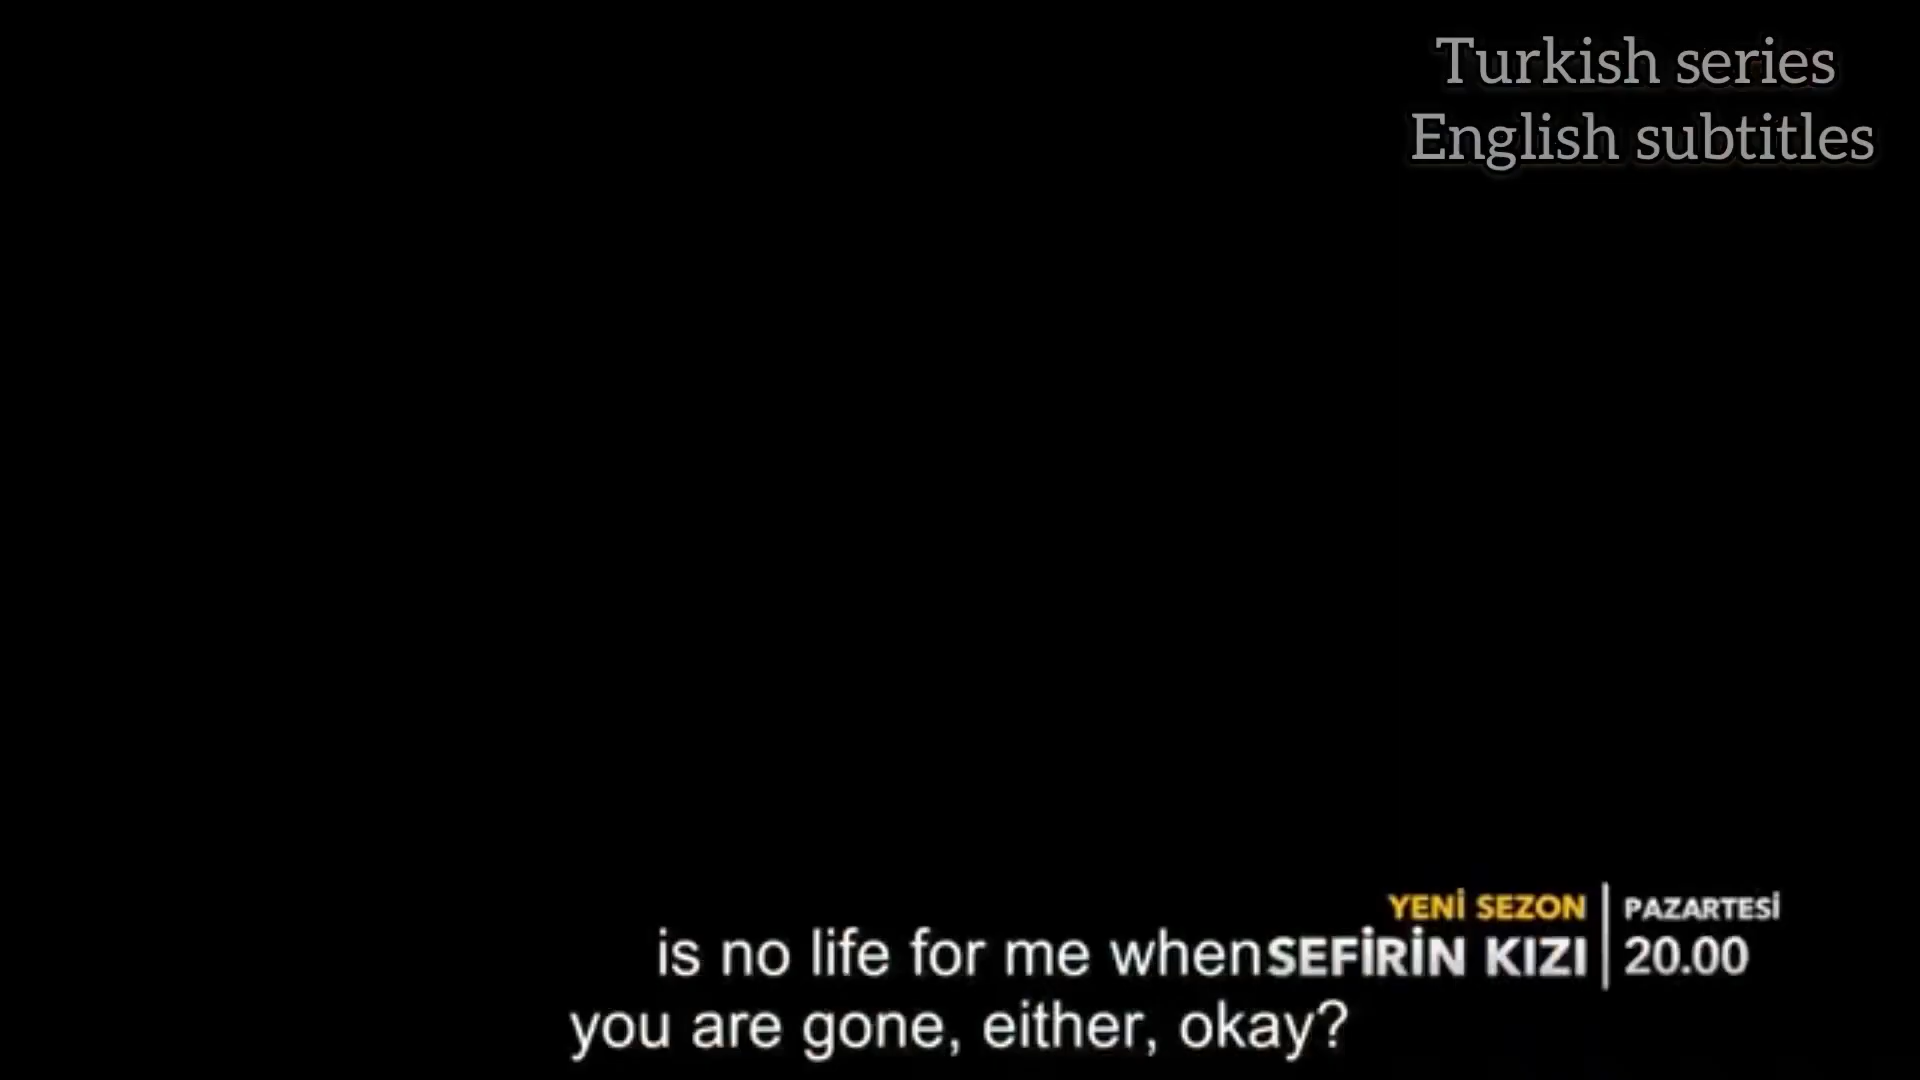 Turkish series
English subtitles
YENİ SEZON
SEFİRİN KIZI
PAZARTESİ
20.00
is no life for me when
you are gone, either, okay?